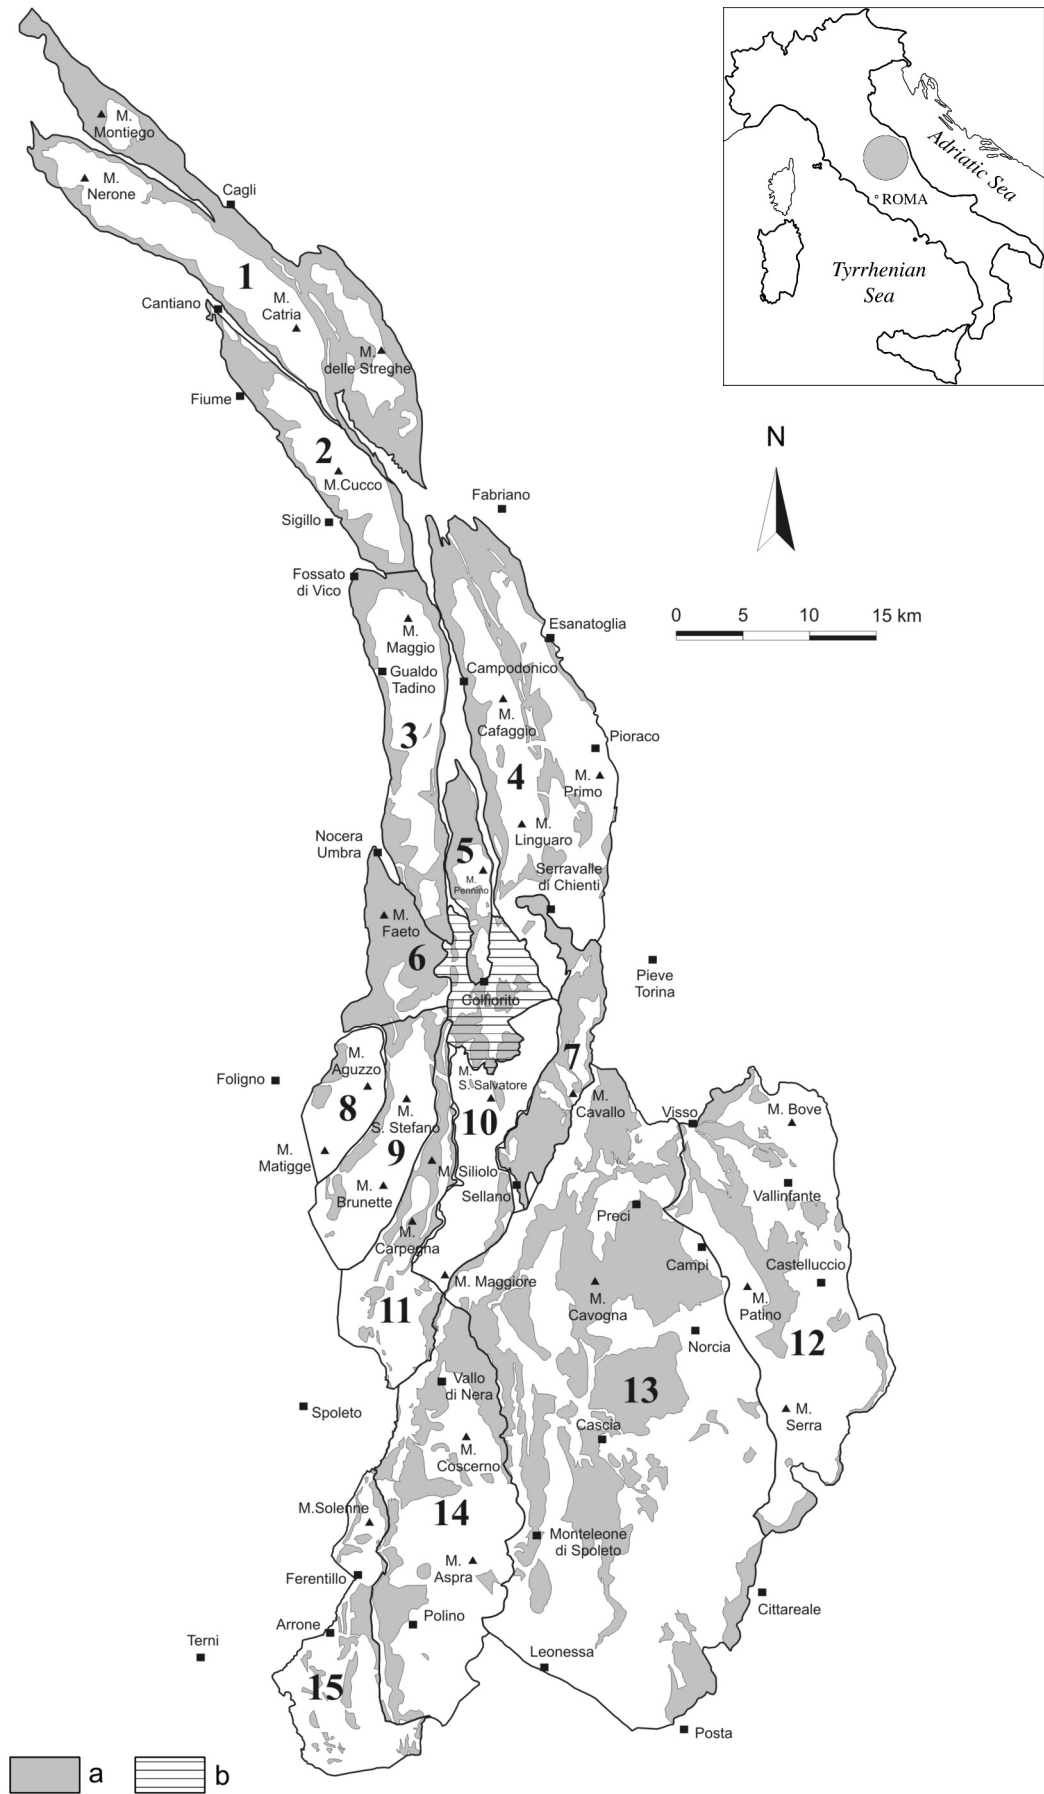 M.
Montiego
M.
Nerone
Cagli
1
M.
Catria
Cantiano
M.
delle Streghe
Fiume
2
M.Cucco
Sigillo
Fabriano
Fossato
di Vico
M.
Maggio
Gualdo
Tadino
3
Esanatoglia
Campodonico
M.
Cafaggio
Pioraco
4
M.
Primo
M.
Linguaro
Nocera
Umbra
5
M.
Pennino
Serravalle
di Chienti
M.
Faeto
6
Pieve
Torina
Colfiorito
7
M.
Aguzzo
Foligno
8
M.
S. Stefano
9
M.
S. Salvatore
10
M.
Cavallo
Visso
M. Bove
M.
Matigge
M.
Brunette
M. Siliolo
Sellano
Vallinfante
Preci
M.
Carpegna
Campi
Castelluccio
M. Maggiore
M.
Cavogna
M.
Patino
11
12
Norcia
Vallo
di Nera
13
Spoleto
M.
Serra
Cascia
M.
Coscerno
M.Solenne
14
Monteleone
di Spoleto
M.
Aspra
Ferentillo
Cittareale
Arrone
Polino
Terni
Leonessa
15
Posta
a
b
Adriatic Sea
ROMA
Tyrrhenian
Sea
N
0 5 10 15 km